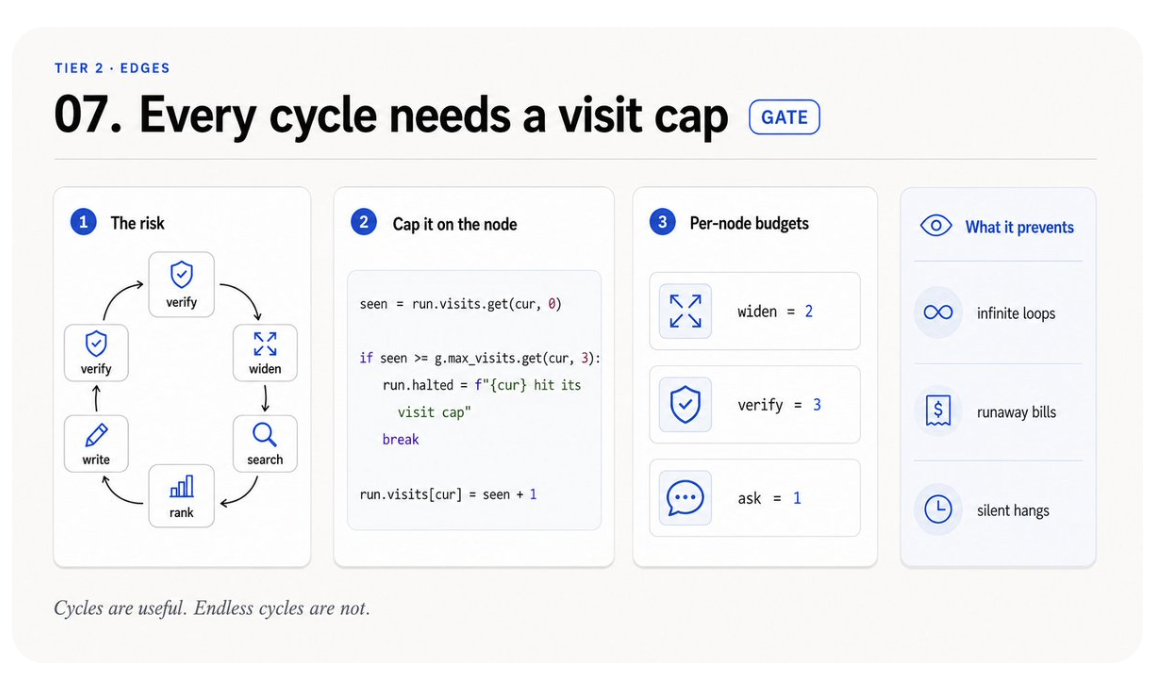 TIER 2 · EDGES
07. Every cycle needs a visit cap
GATE
1 The risk
verify
widen
search
rank
write
verify
2 Cap it on the node
seen = run.visits.get(cur, 0)
if seen >= g.max_visits.get(cur, 3):
run.halted = f"{cur} hit its
visit cap"
break
run.visits[cur] = seen + 1
3 Per-node budgets
widen = 2
verify = 3
ask = 1
What it prevents
infinite loops
$
runaway bills
silent hangs
Cycles are useful. Endless cycles are not.